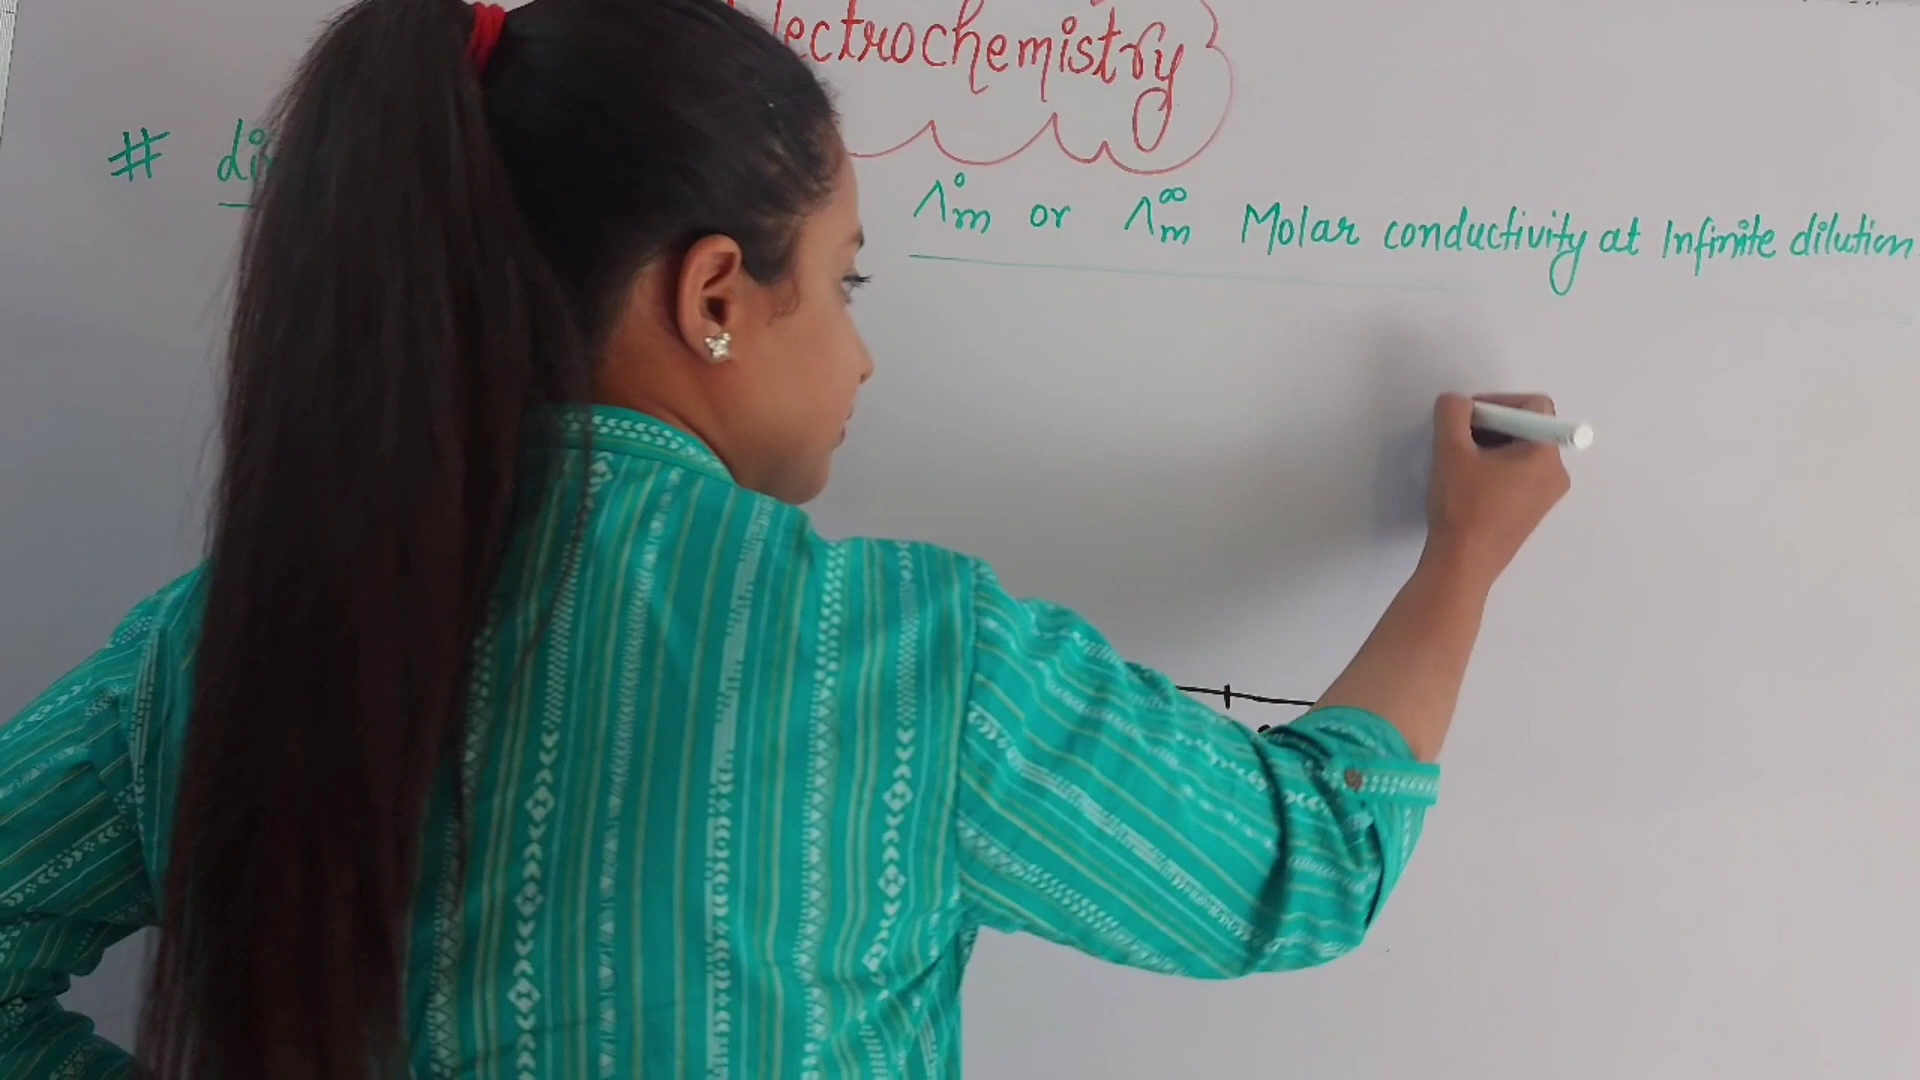 lectrochemistry
#
Λ°m or Λ∞m Molar conductivity at Infinite dilution